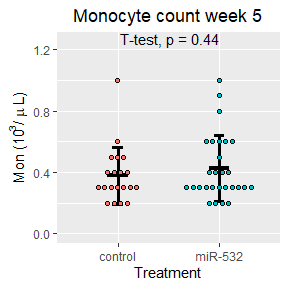 Monocyte count week 5
T-test, p = 0.44
Mon (10³/ μ L)
1.2
0.8
0.4
0.0
control miR-532
Treatment